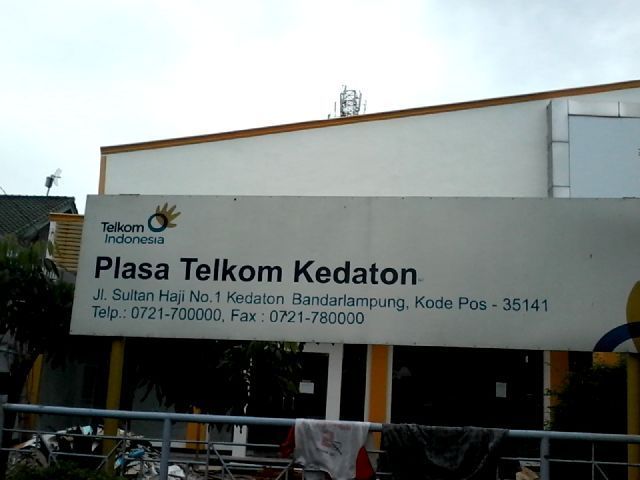 Telkom
Indonesia
Plasa Telkom Kedaton
Jl. Sultan Haji No.1 Kedaton Bandarlampung, Kode Pos - 35141
Telp.: 0721-700000, Fax : 0721-780000